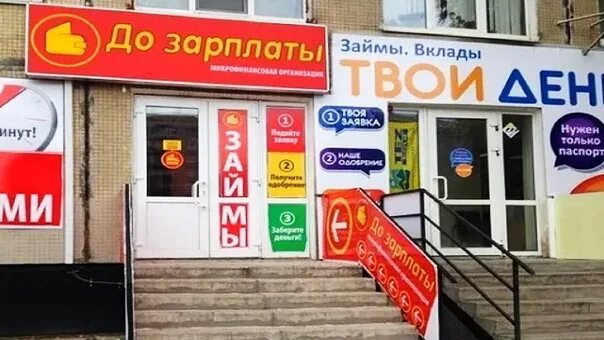 До зарплаты
МИКРОФИНАНСОВАЯ ОРГАНИЗАЦИЯ
Займы. Вклады
ТВОИ ДЕН
инут!
МИ
ЗАЙМЫ
1
Подайте
заявку
2
Получите
одобрение
3
Заберите
деньги!
1 ТВОЯ
ЗАЯВКА
2 НАШЕ
ОДОБРЕНИЕ
Нужен
только
паспорт
До зарплаты